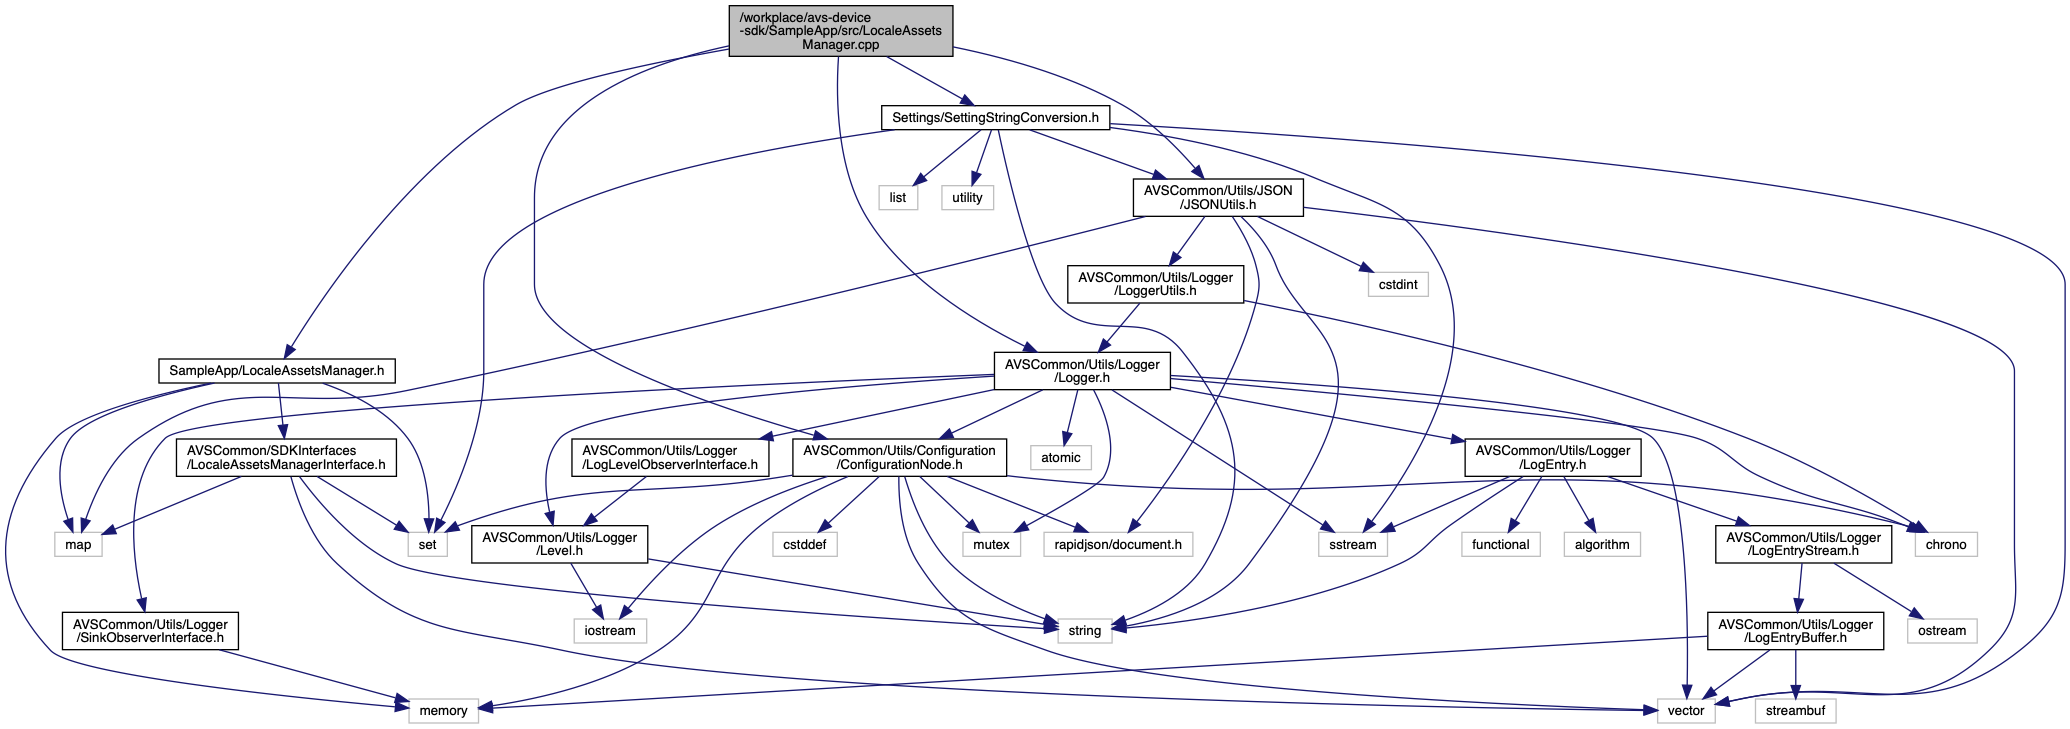 /workplace/avs-device
-sdk/SampleApp/src/LocaleAssets
Manager.cpp
Settings/SettingStringConversion.h
list
utility
AVSCommon/Utils/JSON
/JSONUtils.h
AVSCommon/Utils/Logger
/LoggerUtils.h
cstdint
SampleApp/LocaleAssetsManager.h
AVSCommon/Utils/Logger
/Logger.h
AVSCommon/SDKInterfaces
/LocaleAssetsManagerInterface.h
AVSCommon/Utils/Logger
/LogLevelObserverInterface.h
AVSCommon/Utils/Configuration
/ConfigurationNode.h
atomic
AVSCommon/Utils/Logger
/LogEntry.h
map
set
AVSCommon/Utils/Logger
/Level.h
cstddef
mutex
rapidjson/document.h
sstream
functional
algorithm
AVSCommon/Utils/Logger
/LogEntryStream.h
chrono
AVSCommon/Utils/Logger
/SinkObserverInterface.h
iostream
string
AVSCommon/Utils/Logger
/LogEntryBuffer.h
ostream
memory
vector
streambuf